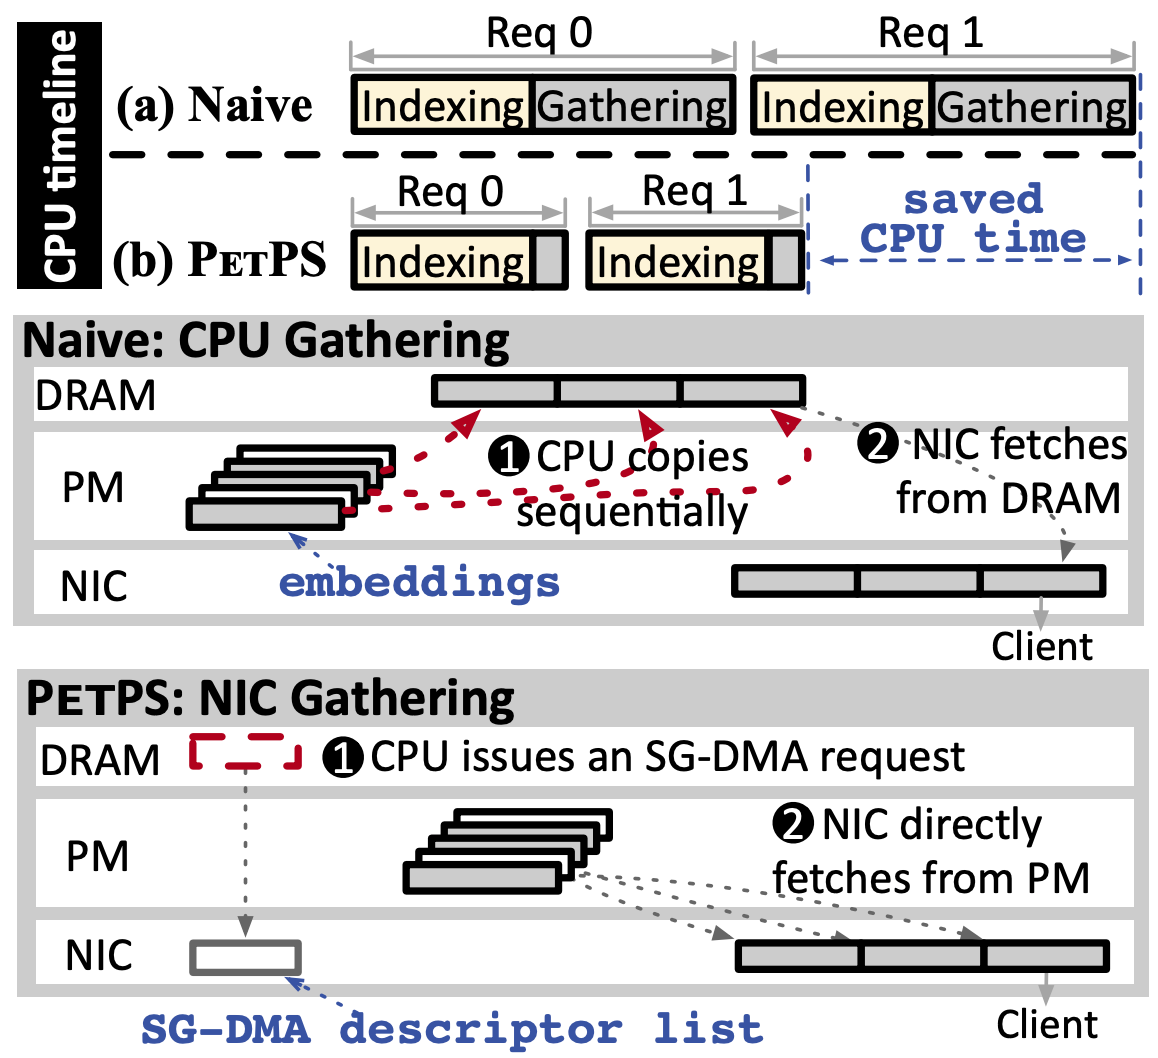 CPU timeline
Req 0
Req 1
(a) Naive
Indexing
Gathering
Indexing
Gathering
Req 0
Req 1
saved
CPU time
(b) PETPS
Indexing
Indexing
Naive: CPU Gathering
DRAM
PM
❶ CPU copies
sequentially
❷ NIC fetches
from DRAM
NIC
embeddings
Client
PETPS: NIC Gathering
DRAM
❶ CPU issues an SG-DMA request
PM
❷ NIC directly
fetches from PM
NIC
SG-DMA descriptor list
Client